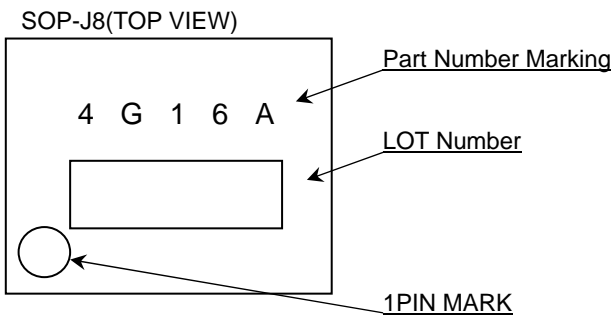 SOP-J8(TOP VIEW)
Part Number Marking
4 G 1 6 A
LOT Number
1PIN MARK